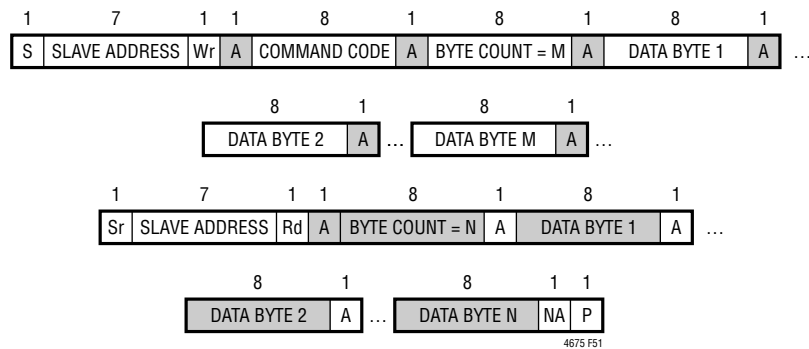 1 7 1 1 8 1 8 1 8 1
S SLAVE ADDRESS Wr A COMMAND CODE A BYTE COUNT = M A DATA BYTE 1 A …
8 1 8 1
DATA BYTE 2 A … DATA BYTE M A …
1 7 1 1 8 1 8 1
Sr SLAVE ADDRESS Rd A BYTE COUNT = N A DATA BYTE 1 A …
8 1 8 1 1
DATA BYTE 2 A … DATA BYTE N NA P
4675 F51